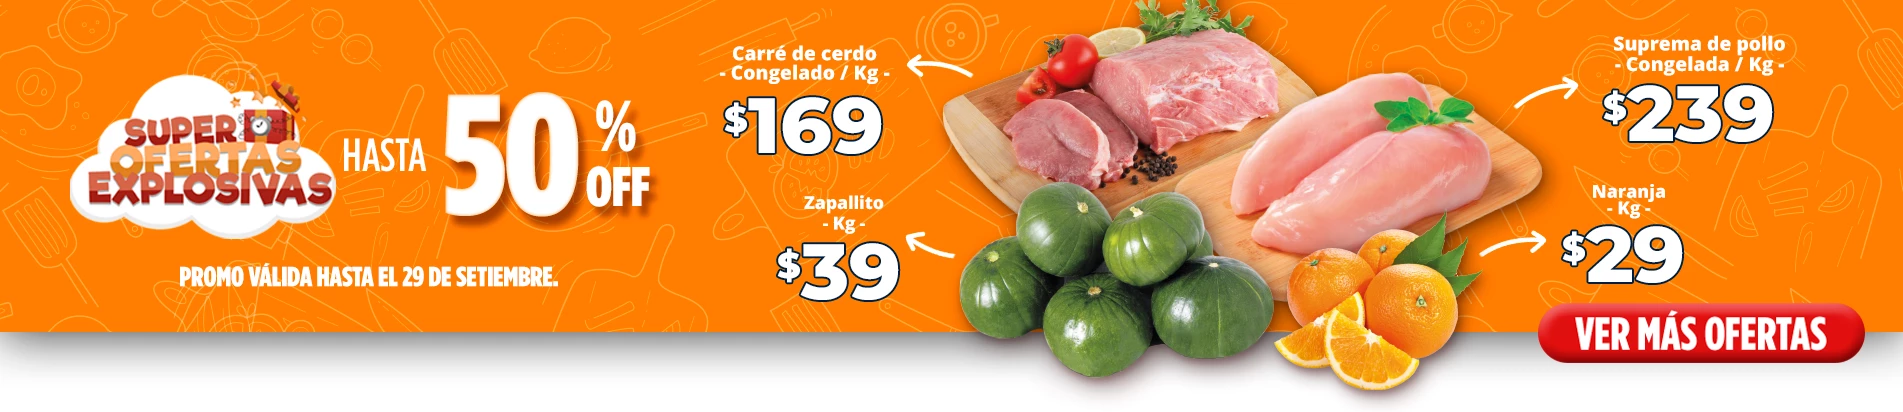 SUPER
OFERTAS
EXPLOSIVAS
HASTA
50%
OFF
PROMO VÁLIDA HASTA EL 29 DE SETIEMBRE.
Carré de cerdo
- Congelado / Kg -
$169
Zapallito
- Kg -
$39
Suprema de pollo
- Congelada / Kg -
$239
Naranja
- Kg -
$29
VER MÁS OFERTAS